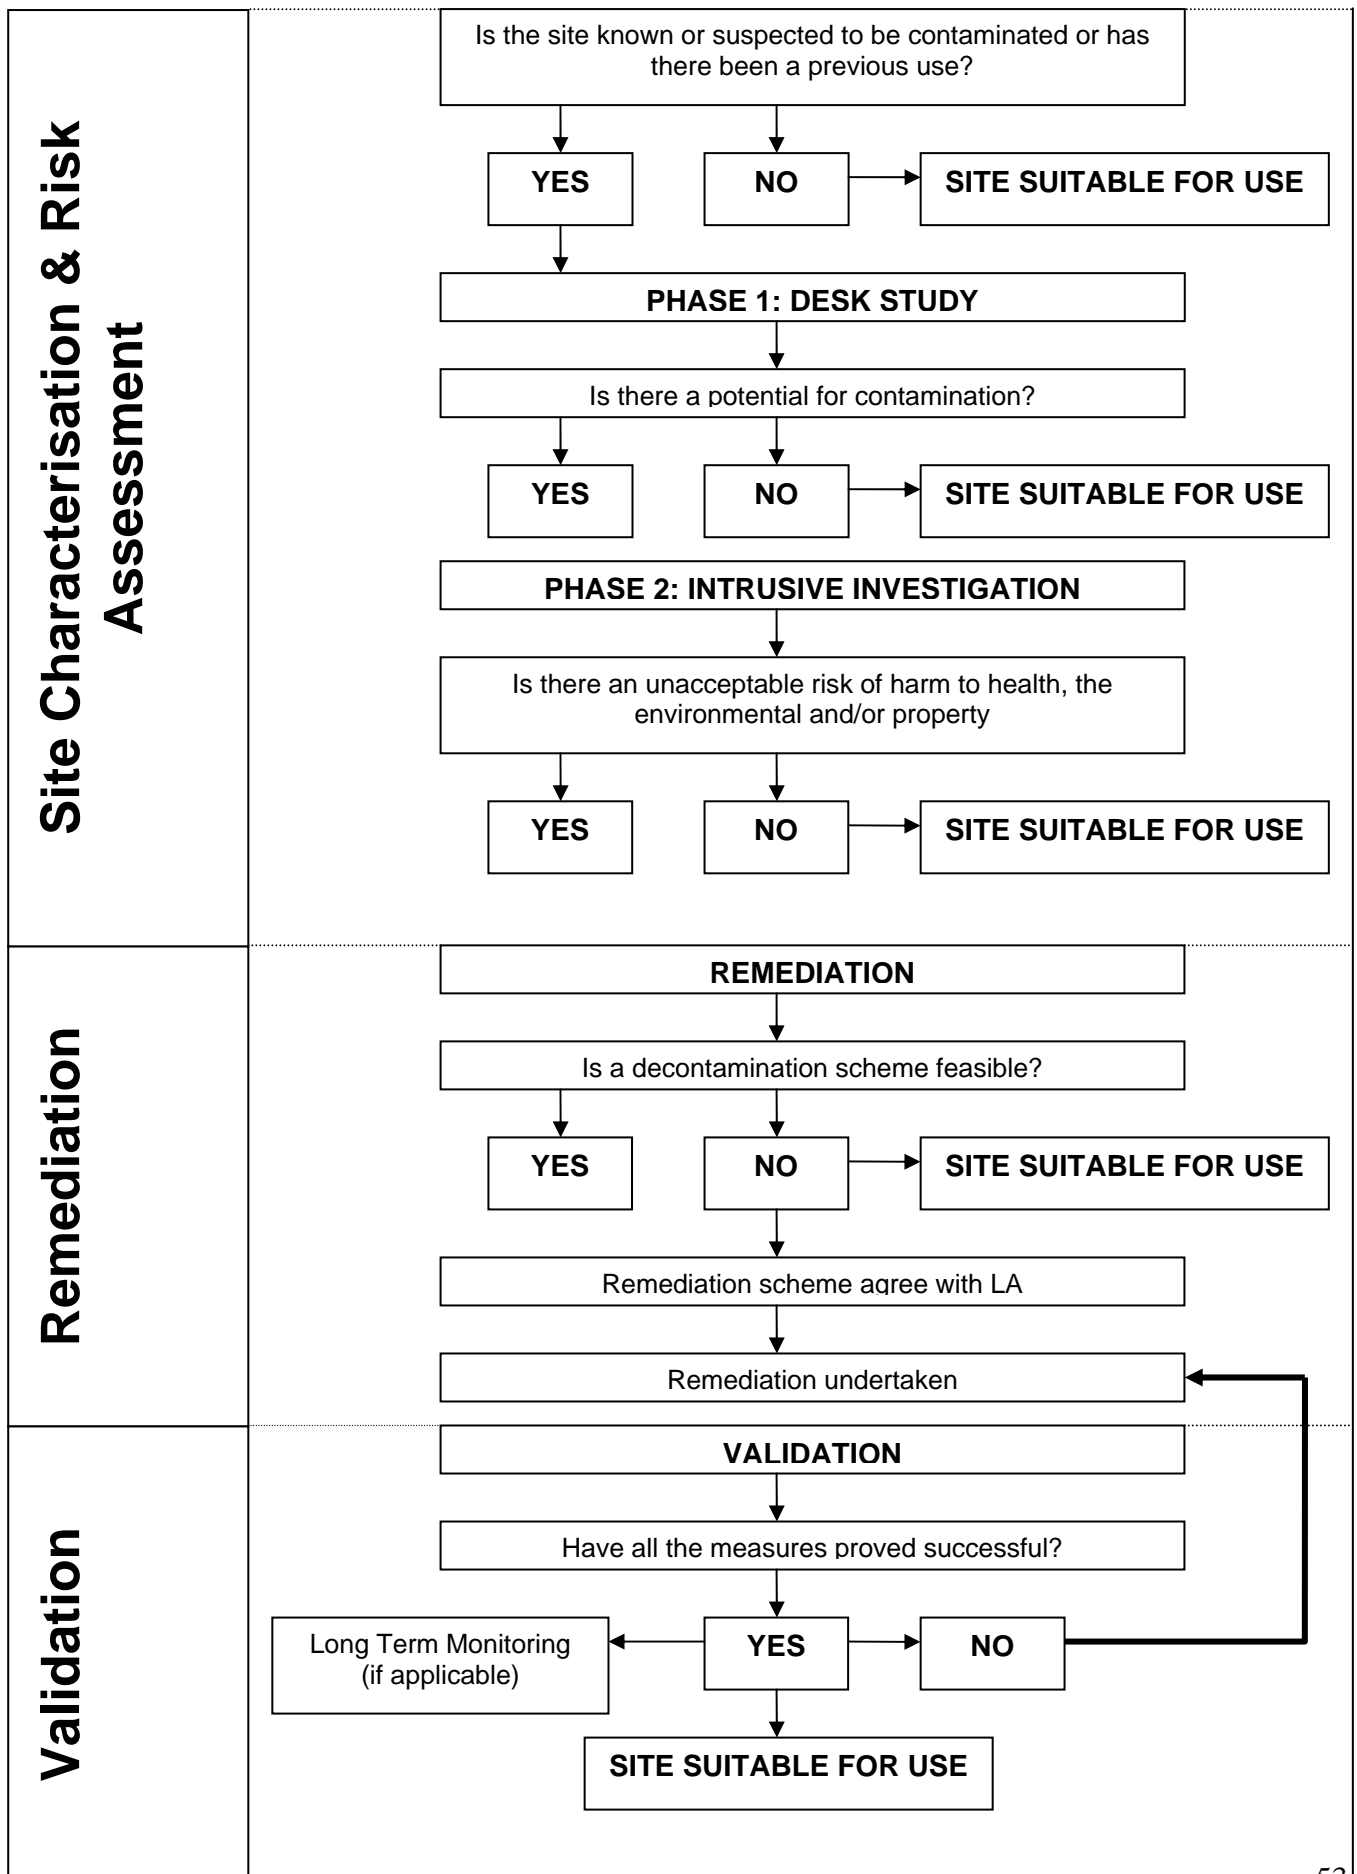 Site Characterisation & Risk
Assessment
Is the site known or suspected to be contaminated or has
there been a previous use?
YES
NO
SITE SUITABLE FOR USE
PHASE 1: DESK STUDY
Is there a potential for contamination?
YES
NO
SITE SUITABLE FOR USE
PHASE 2: INTRUSIVE INVESTIGATION
Is there an unacceptable risk of harm to health, the
environmental and/or property
YES
NO
SITE SUITABLE FOR USE
Remediation
REMEDIATION
Is a decontamination scheme feasible?
YES
NO
SITE SUITABLE FOR USE
Remediation scheme agree with LA
Remediation undertaken
Validation
VALIDATION
Have all the measures proved successful?
Long Term Monitoring
(if applicable)
YES
NO
SITE SUITABLE FOR USE